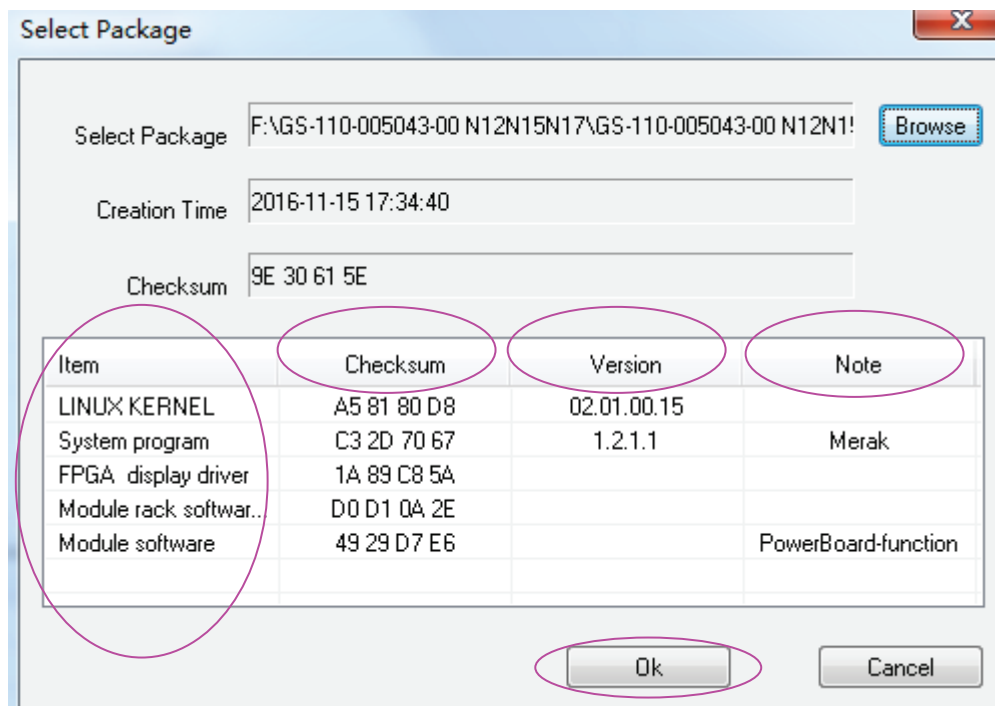 Select Package
X
Select Package F:\GS-110-005043-00 N12N15N17\GS-110-005043-00 N12N1! Browse
Creation Time 2016-11-15 17:34:40
Checksum 9E 30 61 5E
Item Checksum Version Note
LINUX KERNEL A5 81 80 D8 02.01.00.15
System program C3 2D 70 67 1.2.1.1 Merak
FPGA display driver 1A 89 C8 5A
Module rack softwar... D0 D1 0A 2E
Module software 49 29 D7 E6 PowerBoard-function
Ok Cancel